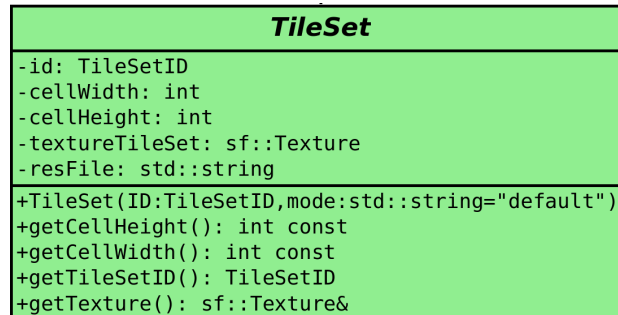 TileSet
-id: TileSetID
-cellWidth: int
-cellHeight: int
-textureTileSet: sf::Texture
-resFile: std::string
+TileSet(ID:TileSetID,mode:std::string="default")
+getCellHeight(): int const
+getCellWidth(): int const
+getTileSetID(): TileSetID
+getTexture(): sf::Texture&